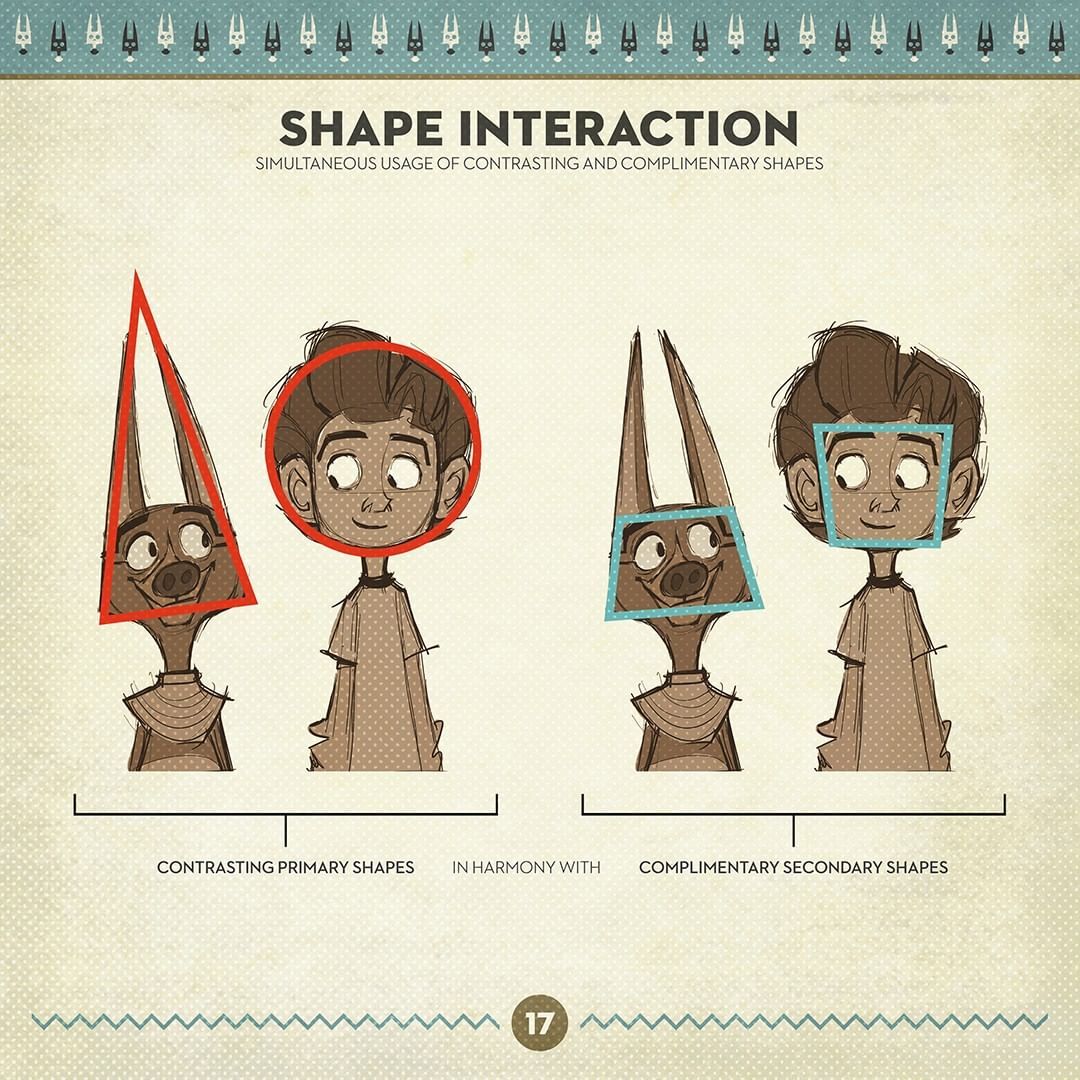 SHAPE INTERACTION
SIMULTANEOUS USAGE OF CONTRASTING AND COMPLIMENTARY SHAPES
CONTRASTING PRIMARY SHAPES IN HARMONY WITH COMPLIMENTARY SECONDARY SHAPES
17